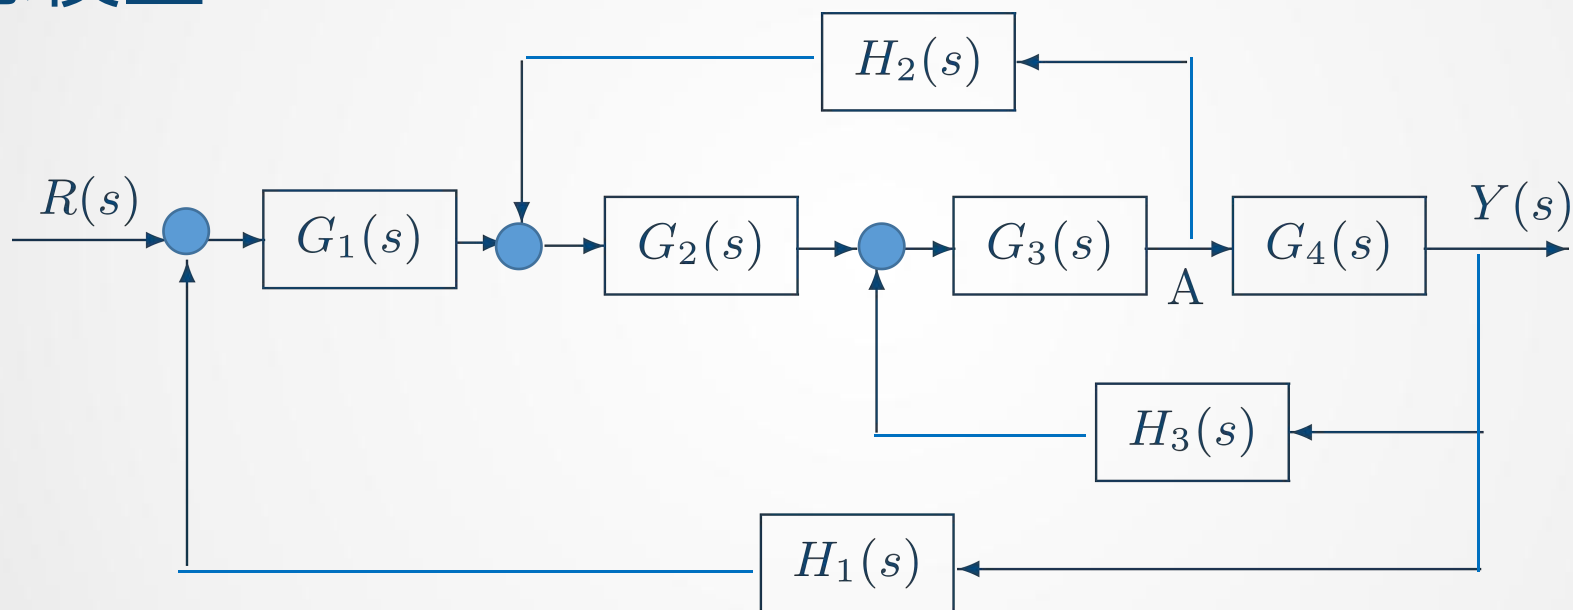 H₂(s)
R(s)
G₁(s)
G₂(s)
G₃(s)
G₄(s)
Y(s)
A
H₃(s)
H₁(s)